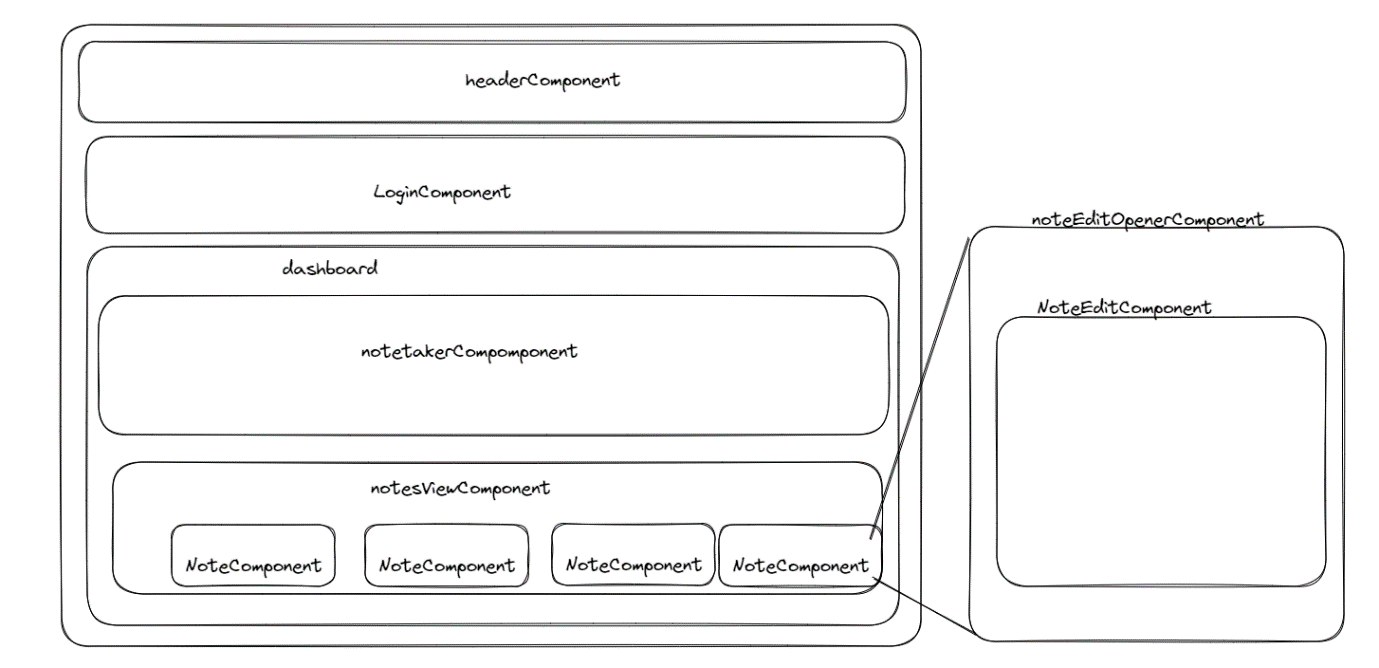 headerComponent
LoginComponent
noteEditOpenerComponent
dashboard
NoteEditComponent
notetakerCompomponent
notesViewComponent
NoteComponent
NoteComponent
NoteComponent
NoteComponent